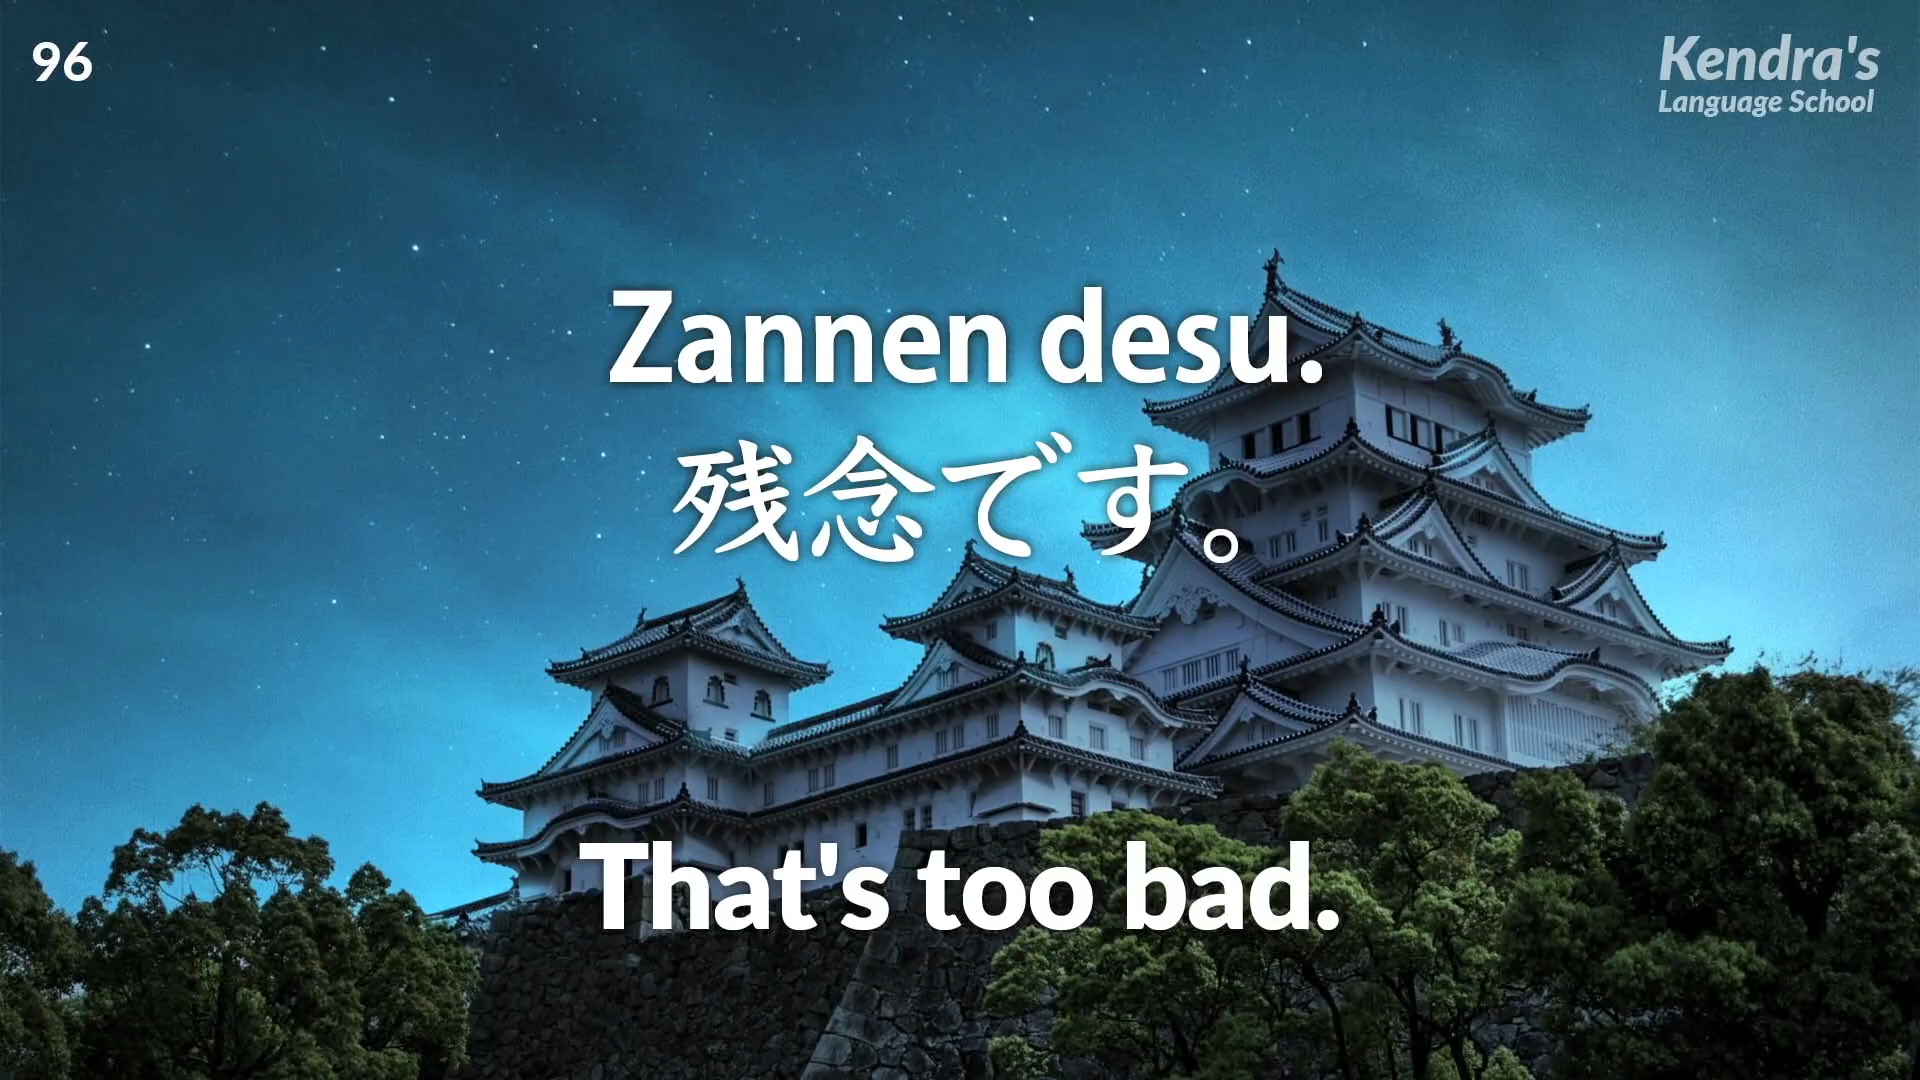 96
Kendra's
Language School
Zannen desu.
残念です。
That's too bad.